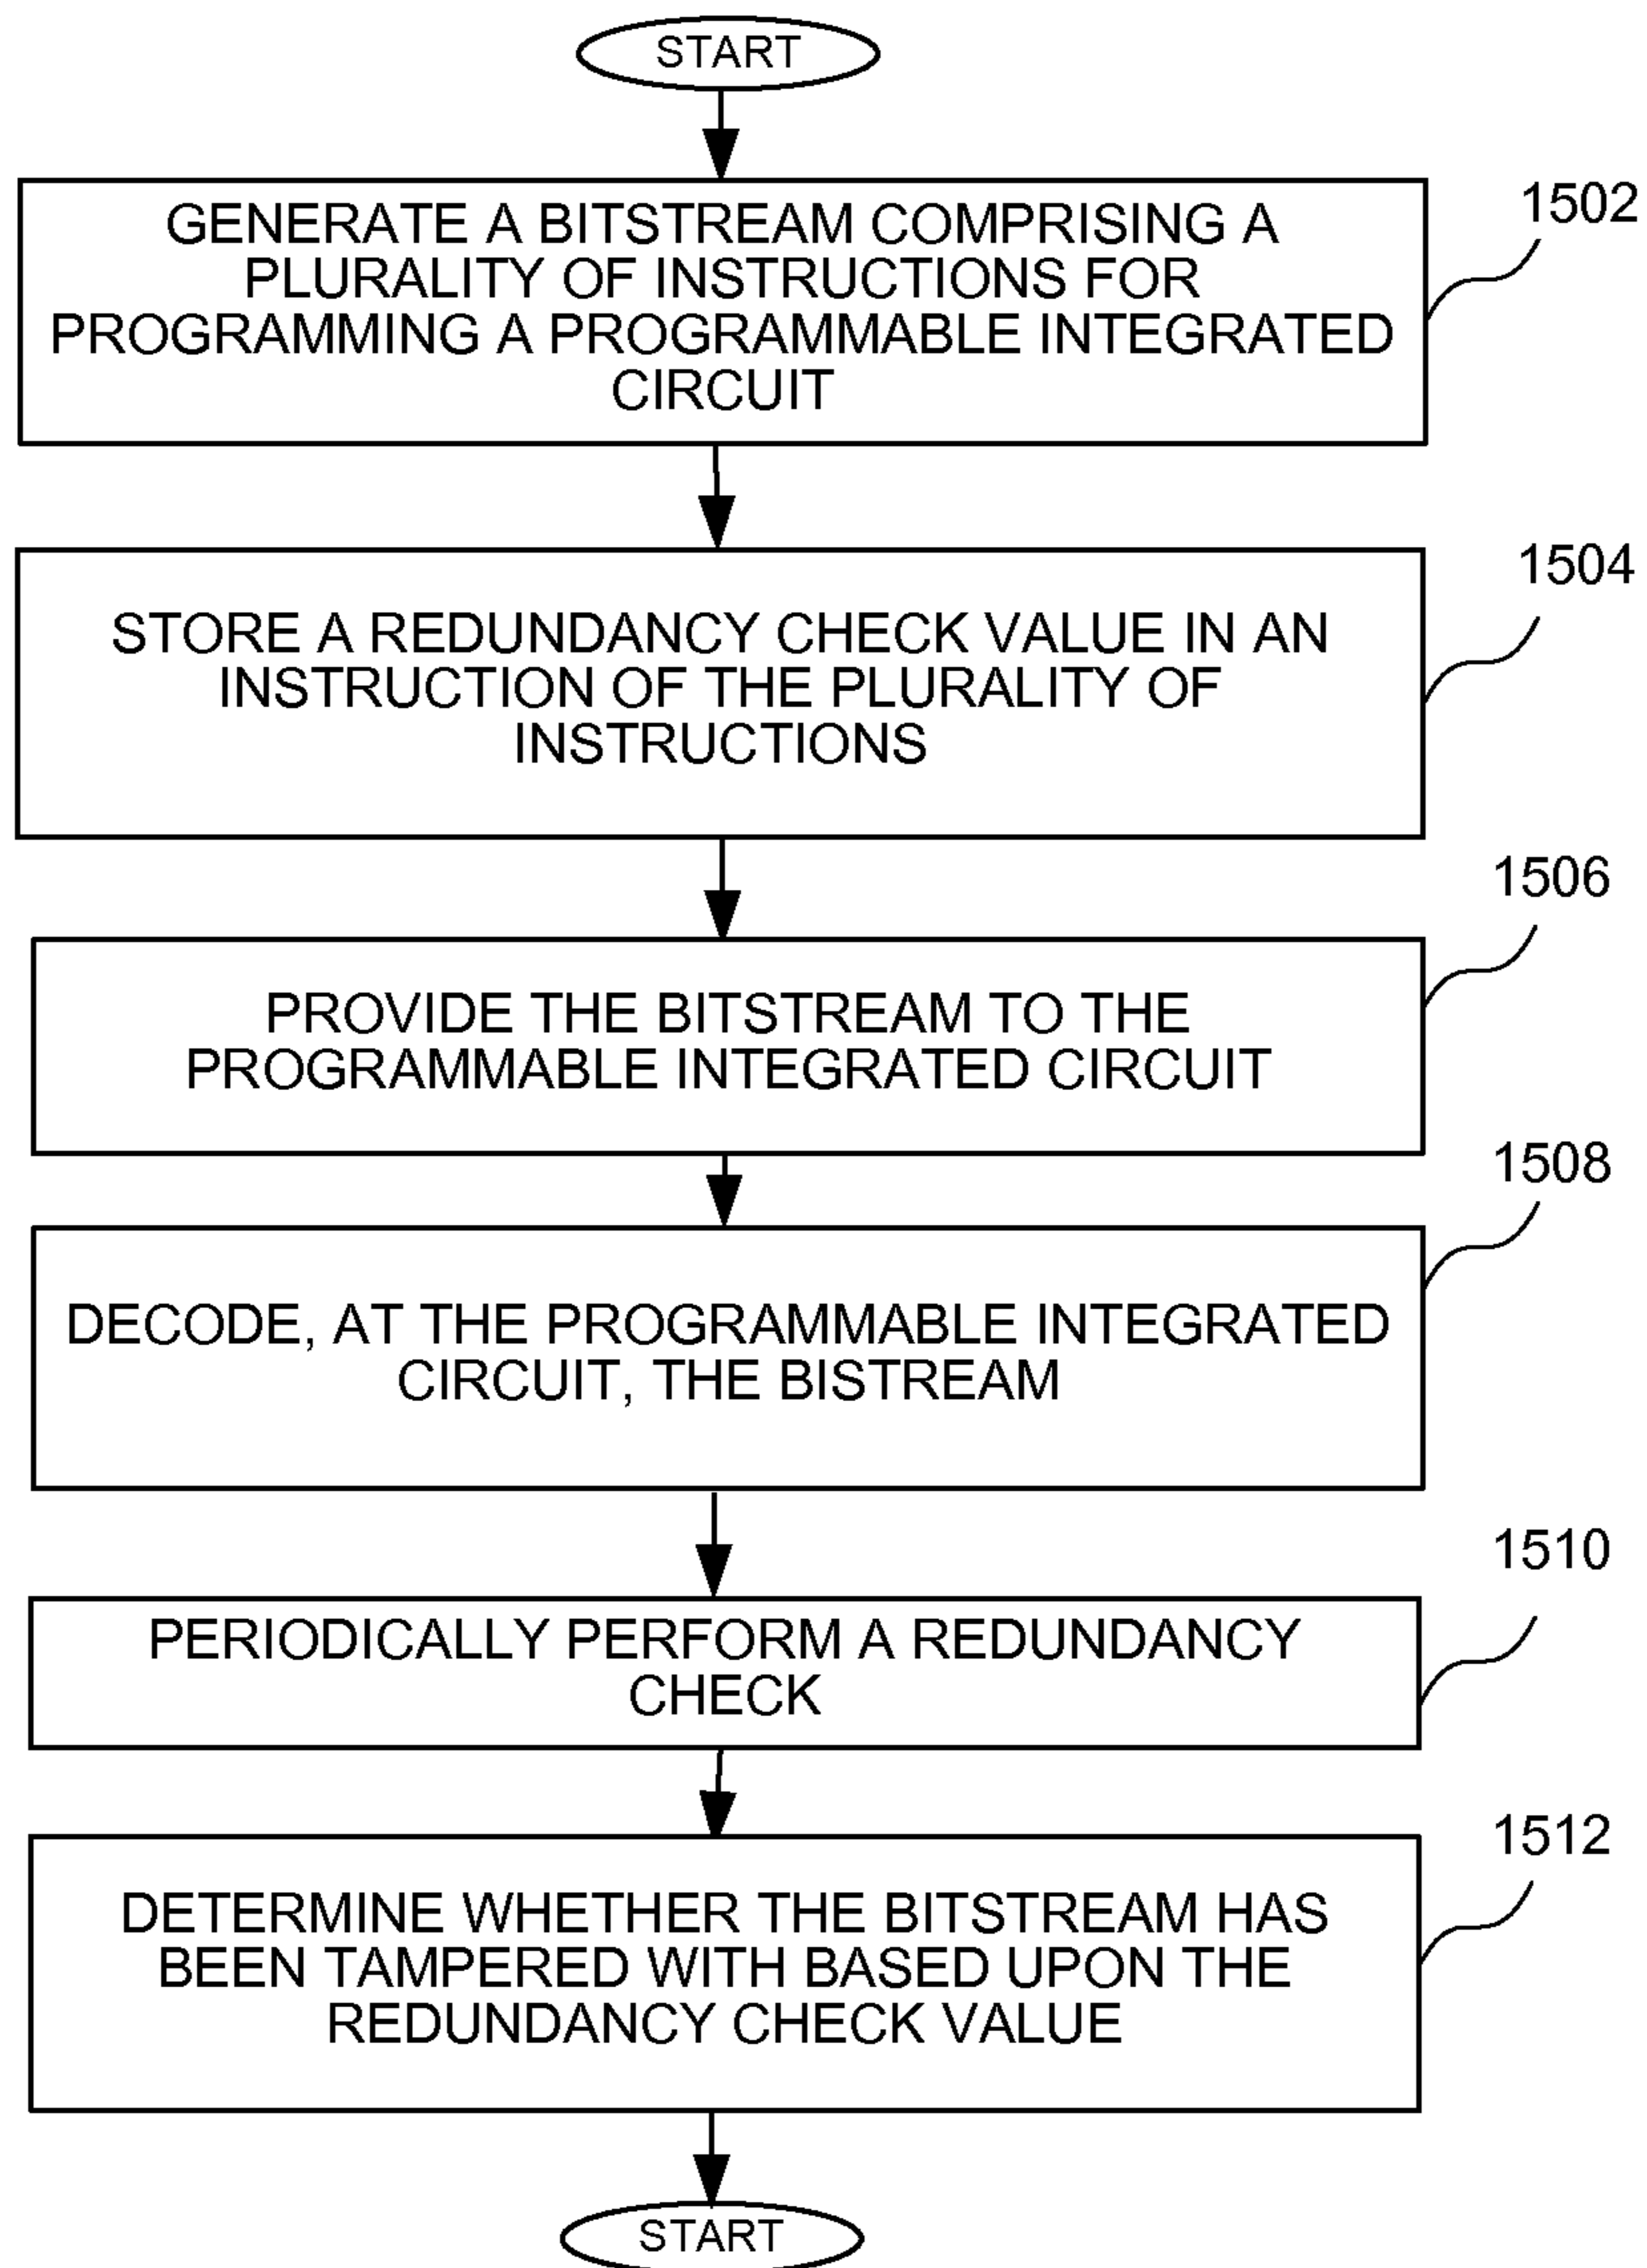 START
GENERATE A BITSTREAM COMPRISING A
PLURALITY OF INSTRUCTIONS FOR
PROGRAMMING A PROGRAMMABLE INTEGRATED
CIRCUIT
1502
STORE A REDUNDANCY CHECK VALUE IN AN
INSTRUCTION OF THE PLURALITY OF
INSTRUCTIONS
1504
PROVIDE THE BITSTREAM TO THE
PROGRAMMABLE INTEGRATED CIRCUIT
1506
DECODE, AT THE PROGRAMMABLE INTEGRATED
CIRCUIT, THE BISTREAM
1508
PERIODICALLY PERFORM A REDUNDANCY
CHECK
1510
DETERMINE WHETHER THE BITSTREAM HAS
BEEN TAMPERED WITH BASED UPON THE
REDUNDANCY CHECK VALUE
1512
START